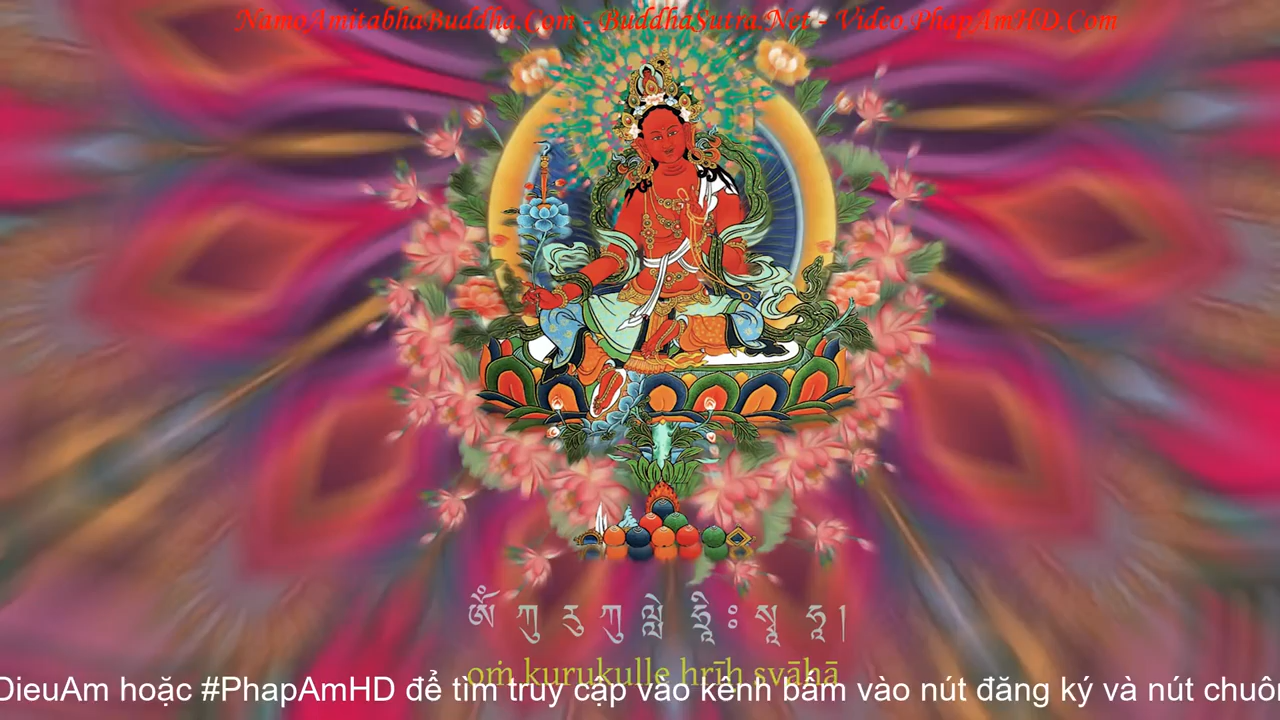 NamoAmitabhaBuddha.Com - BuddhaSutra.Net - Video.PhapAmHD.Com
ཨོཾ ཀུ རུ ཀུ ལླེ ཧྲཱིཿ སྭཱ ཧཱ།
oṁ kurukulle hrīḥ svāhā
DieuAm hoặc #PhapAmHD để tìm truy cập vào kênh bấm vào nút đăng ký và nút chuôn